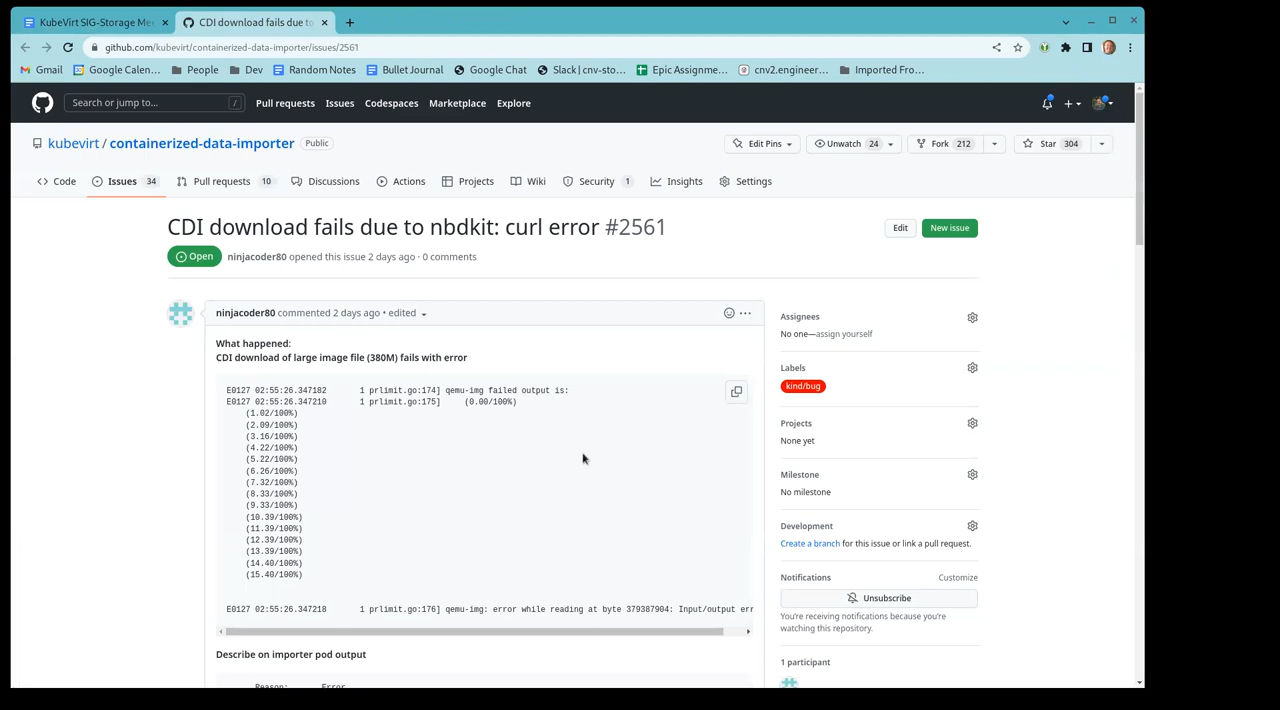 KubeVirt SIG-Storage Me
CDI download fails due to
github.com/kubevirt/containerized-data-importer/issues/2561
Gmail
Google Calen...
People
Dev
Random Notes
Bullet Journal
Google Chat
Slack | cnv-sto...
Epic Assignme...
cnv2.engineer...
Imported Fro...
Search or jump to...
/
Pull requests
Issues
Codespaces
Marketplace
Explore
kubevirt / containerized-data-importer
Public
Edit Pins
Unwatch 24
Fork 212
Star 304
Code
Issues 34
Pull requests 10
Discussions
Actions
Projects
Wiki
Security 1
Insights
Settings
CDI download fails due to nbdkit: curl error #2561
Edit
New issue
Open
ninjacoder80 opened this issue 2 days ago · 0 comments
ninjacoder80 commented 2 days ago • edited
What happened:
CDI download of large image file (380M) fails with error
E0127 02:55:26.347182 1 prlimit.go:174] qemu-img failed output is:
E0127 02:55:26.347210 1 prlimit.go:175] (0.00/100%)
(1.02/100%)
(2.09/100%)
(3.16/100%)
(4.22/100%)
(5.22/100%)
(6.26/100%)
(7.32/100%)
(8.33/100%)
(9.33/100%)
(10.39/100%)
(11.39/100%)
(12.39/100%)
(13.39/100%)
(14.40/100%)
(15.40/100%)
E0127 02:55:26.347218 1 prlimit.go:176] qemu-img: error while reading at byte 379387904: Input/output err
Describe on importer pod output
Reason: Error
Assignees
No one—assign yourself
Labels
kind/bug
Projects
None yet
Milestone
No milestone
Development
Create a branch for this issue or link a pull request.
Notifications
Customize
Unsubscribe
You're receiving notifications because you're
watching this repository.
1 participant